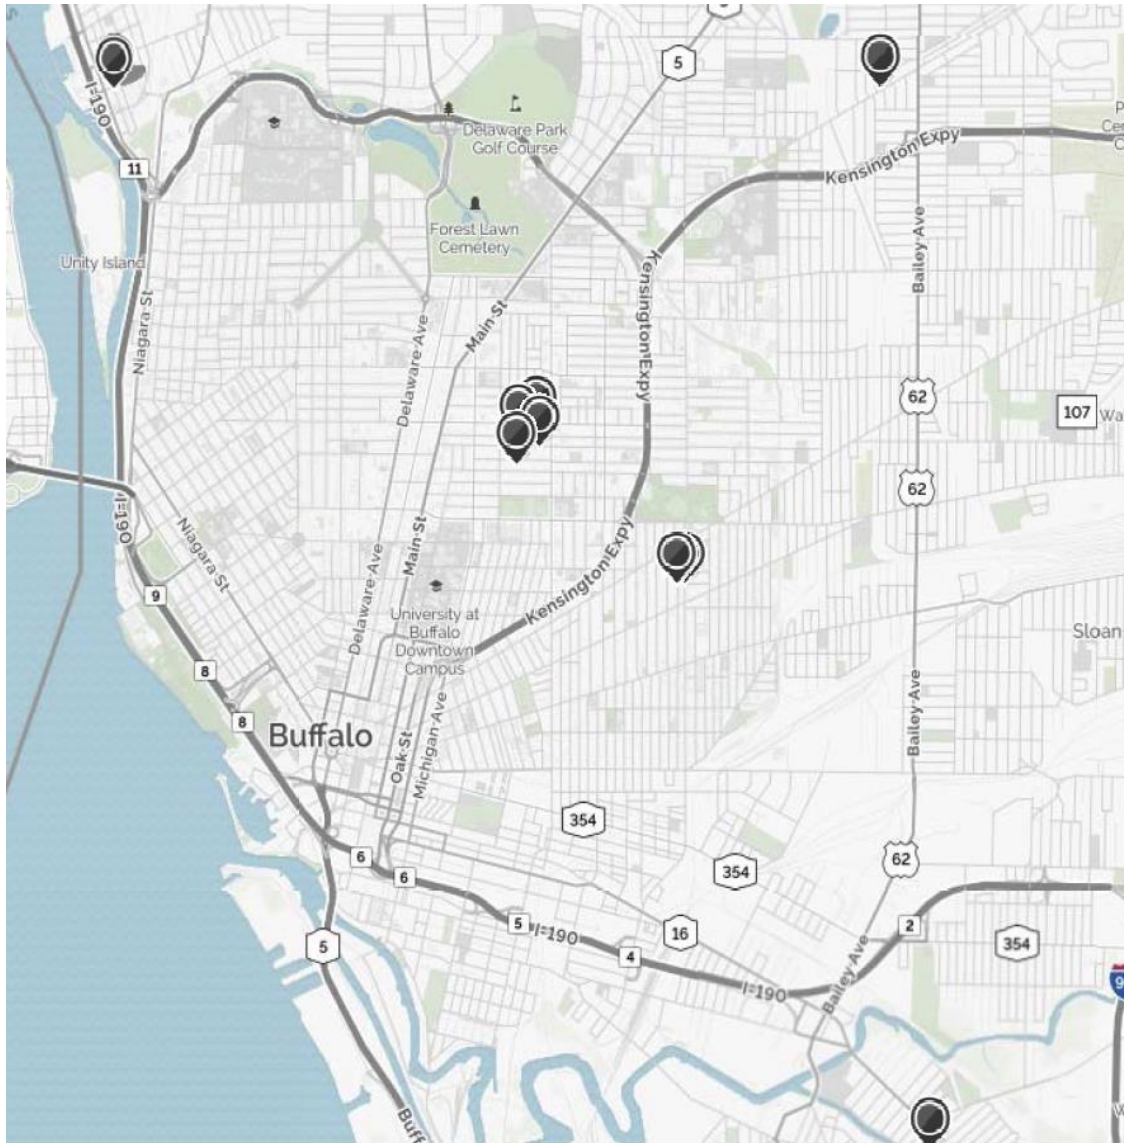 5
I-190
Delaware Park
Golf Course
11
Kensington Expy
Forest Lawn
Cemetery
Unity Island
Niagara St
Bailey Ave
Main St
Kensington Expy
Delaware Ave
62
107
62
I-190
Niagara St
Main St
Kensington Expy
Delaware Ave
9
University at
Buffalo
Downtown
Campus
Sloan
8
8
Buffalo
Oak St
Michigan Ave
Bailey Ave
354
6
6
354
62
5
I-190
5
4
16
2
354
I-190
Bailey Ave